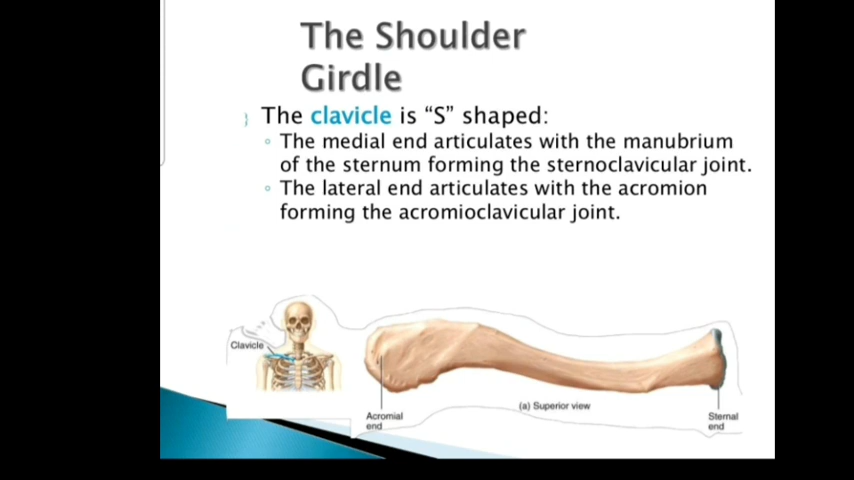 The Shoulder
Girdle
The clavicle is “S” shaped:
The medial end articulates with the manubrium
of the sternum forming the sternoclavicular joint.
The lateral end articulates with the acromion
forming the acromioclavicular joint.
Clavicle
(a) Superior view
Acromial
end
Sternal
end